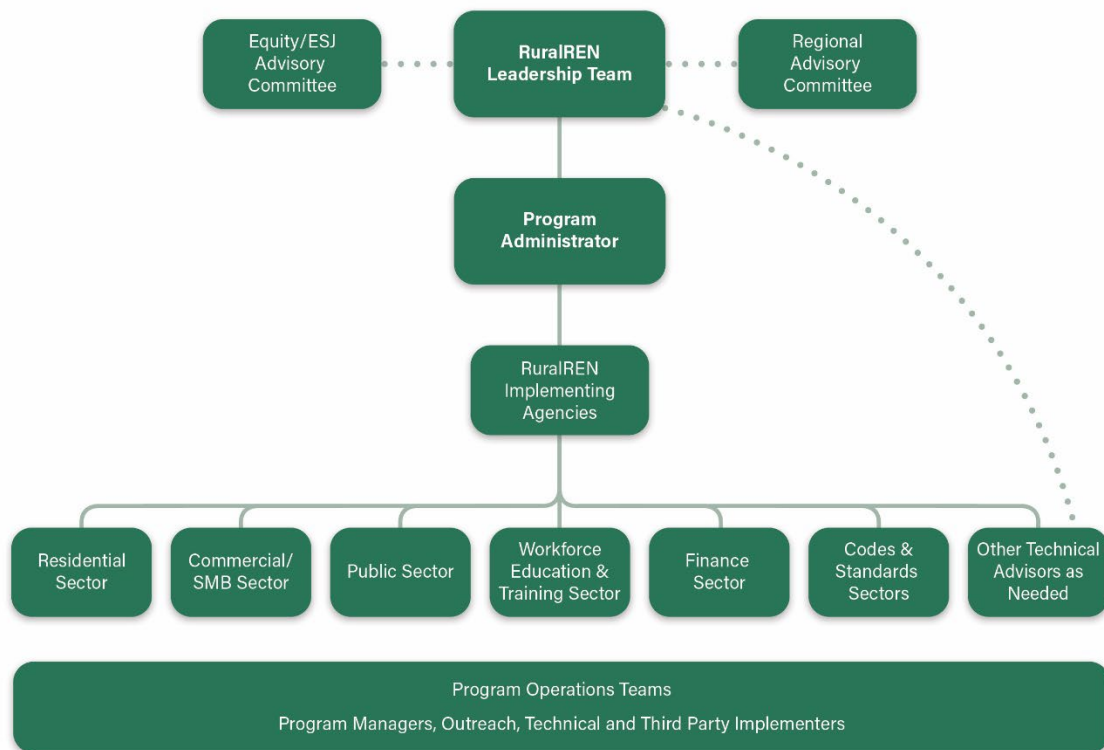 Equity/ESJ
Advisory
Committee
RuralREN
Leadership Team
Regional
Advisory
Committee
Program
Administrator
RuralREN
Implementing
Agencies
Residential
Sector
Commercial/
SMB Sector
Public Sector
Workforce
Education &
Training Sector
Finance
Sector
Codes &
Standards
Sectors
Other Technical
Advisors as
Needed
Program Operations Teams
Program Managers, Outreach, Technical and Third Party Implementers